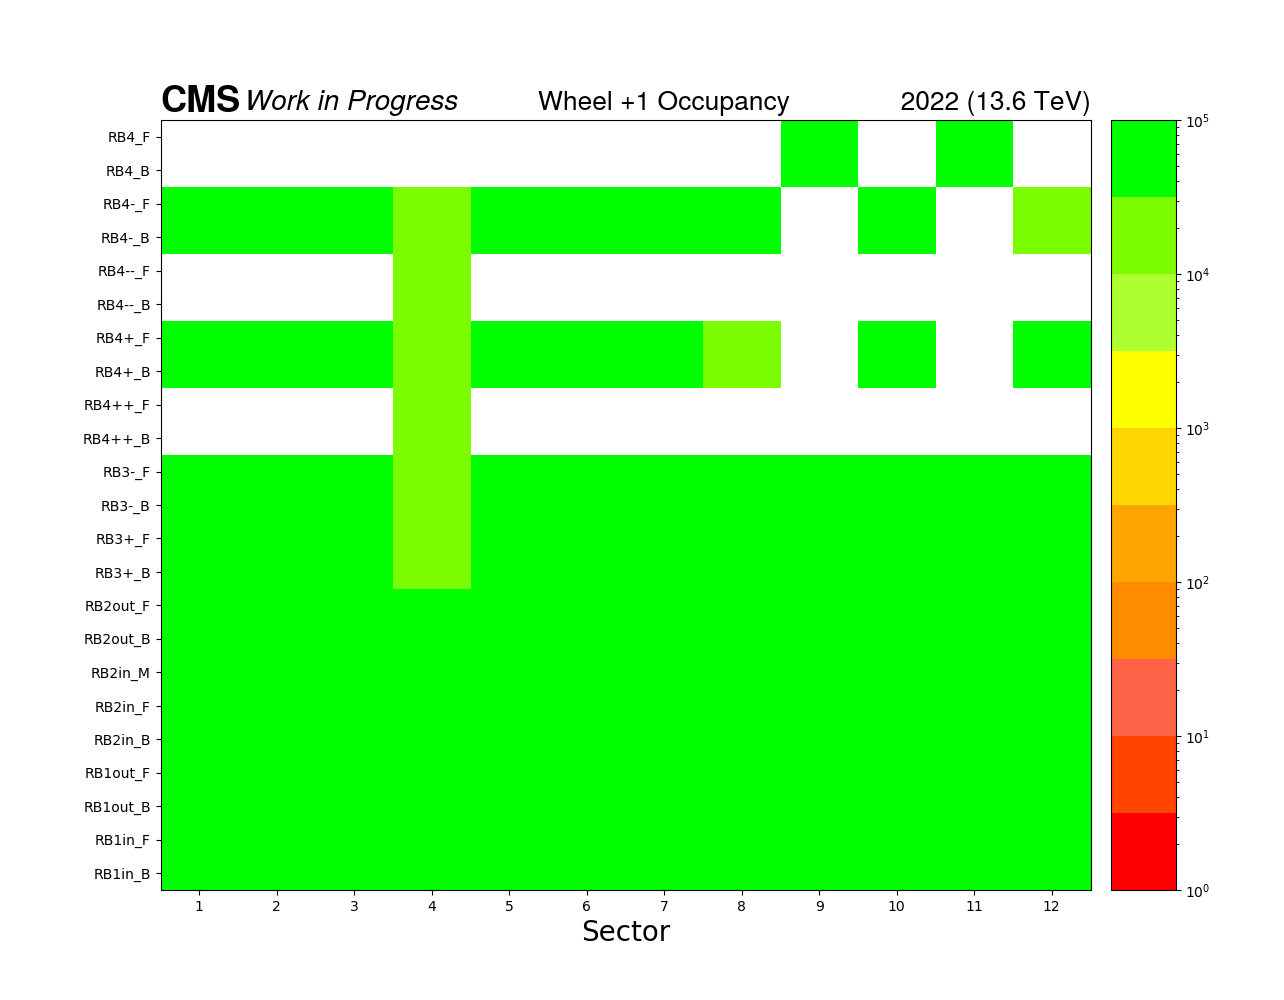 CMS Work in Progress Wheel +1 Occupancy 2022 (13.6 TeV)
RB4_F
RB4_B
RB4-_F
RB4-_B
RB4--_F
RB4--_B
RB4+_F
RB4+_B
RB4++_F
RB4++_B
RB3-_F
RB3-_B
RB3+_F
RB3+_B
RB2out_F
RB2out_B
RB2in_M
RB2in_F
RB2in_B
RB1out_F
RB1out_B
RB1in_F
RB1in_B
1 2 3 4 5 6 7 8 9 10 11 12
Sector
10⁵
10⁴
10³
10²
10¹
10⁰